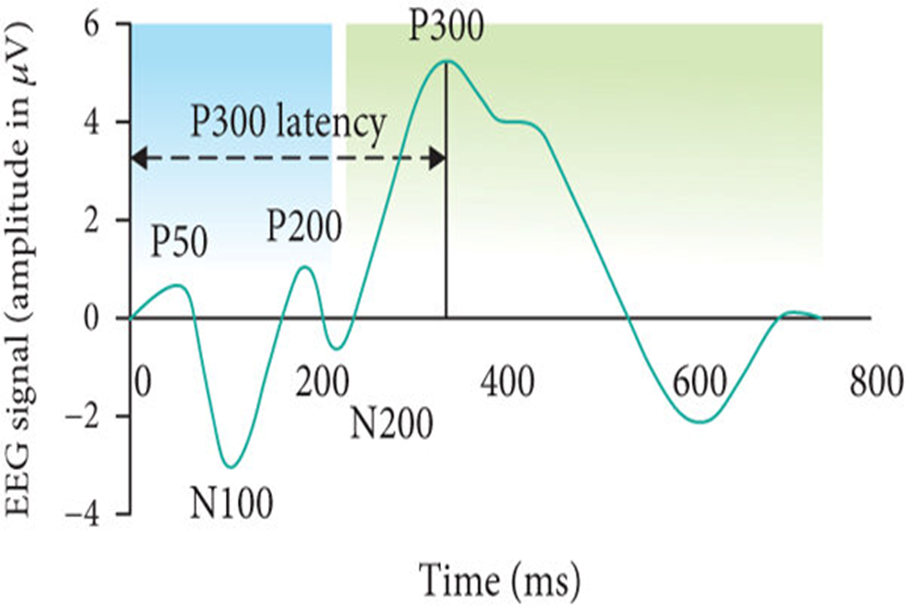 EEG signal (amplitude in μV)
6
4
2
0
−2
−4
P300
P300 latency
P50
P200
0
200
400
600
800
N200
N100
Time (ms)